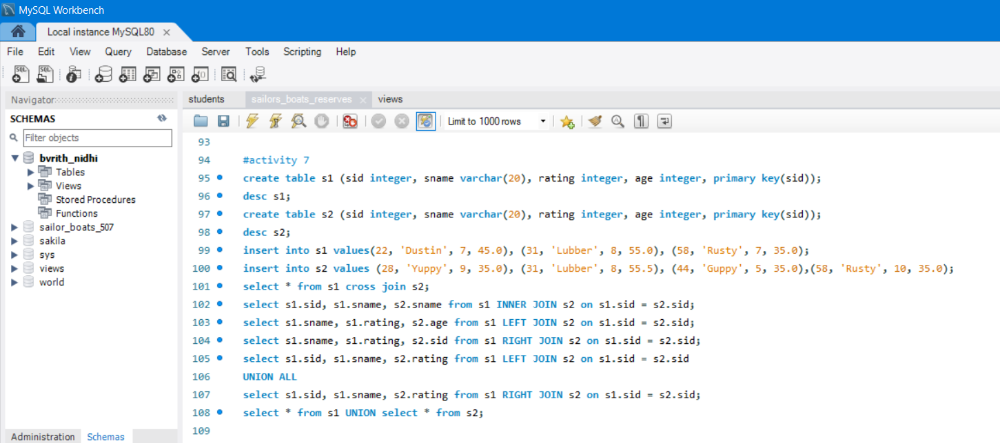 MySQL Workbench
Local instance MySQL80
File Edit View Query Database Server Tools Scripting Help
Navigator
students sailors_boats_reserves views
SCHEMAS
Limit to 1000 rows
Filter objects
bvrith_nidhi
Tables
Views
Stored Procedures
Functions
sailor_boats_507
sakila
sys
views
world
Administration Schemas
93
94 #activity 7
95 create table s1 (sid integer, sname varchar(20), rating integer, age integer, primary key(sid));
96 desc s1;
97 create table s2 (sid integer, sname varchar(20), rating integer, age integer, primary key(sid));
98 desc s2;
99 insert into s1 values(22, 'Dustin', 7, 45.0), (31, 'Lubber', 8, 55.0), (58, 'Rusty', 7, 35.0);
100 insert into s2 values (28, 'Yuppy', 9, 35.0), (31, 'Lubber', 8, 55.5), (44, 'Guppy', 5, 35.0),(58, 'Rusty', 10, 35.0);
101 select * from s1 cross join s2;
102 select s1.sid, s1.sname, s2.sname from s1 INNER JOIN s2 on s1.sid = s2.sid;
103 select s1.sname, s1.rating, s2.age from s1 LEFT JOIN s2 on s1.sid = s2.sid;
104 select s1.sname, s1.rating, s2.sid from s1 RIGHT JOIN s2 on s1.sid = s2.sid;
105 select s1.sid, s1.sname, s2.rating from s1 LEFT JOIN s2 on s1.sid = s2.sid
106 UNION ALL
107 select s1.sid, s1.sname, s2.rating from s1 RIGHT JOIN s2 on s1.sid = s2.sid;
108 select * from s1 UNION select * from s2;
109